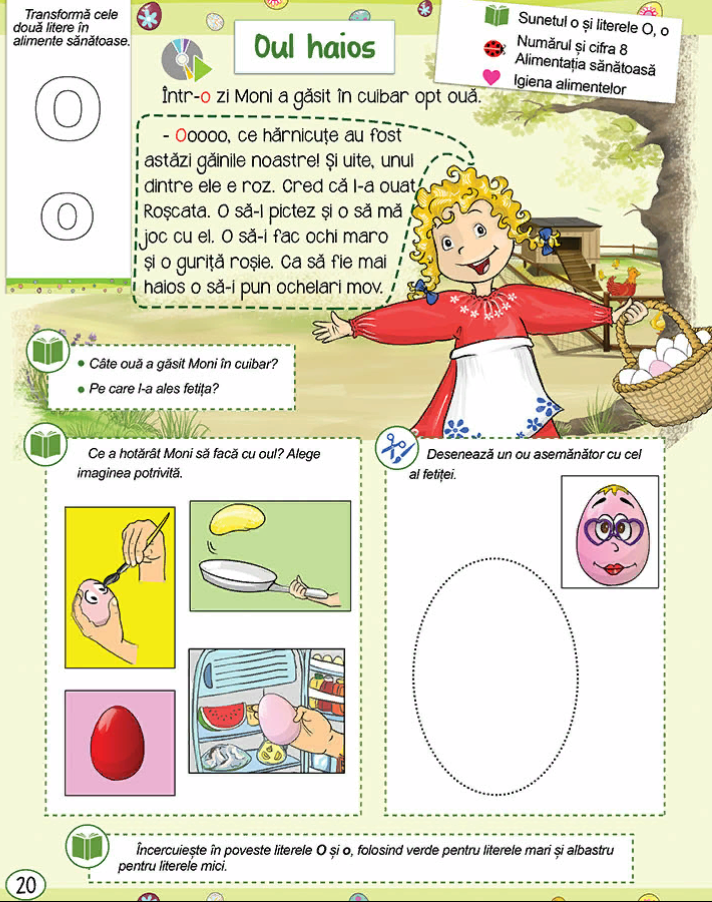 Transformă cele
două litere în
alimente sănătoase.
O
o
Oul haios
Sunetul o și literele O, o
Numărul și cifra 8
Alimentația sănătoasă
Igiena alimentelor
Într-o zi Moni a găsit în cuibar opt ouă.
- Ooooo, ce hărnicuțe au fost
astăzi găinile noastre! Și uite, unul
dintre ele e roz. Cred că l-a ouat
Roșcata. O să-l pictez și o să mă
joc cu el. O să-i fac ochi maro
și o guriță roșie. Ca să fie mai
haios o să-i pun ochelari mov.
• Câte ouă a găsit Moni în cuibar?
• Pe care l-a ales fetița?
Ce a hotărât Moni să facă cu oul? Alege
imaginea potrivită.
Desenează un ou asemănător cu cel
al fetiței.
Încercuiește în poveste literele O și o, folosind verde pentru literele mari și albastru
pentru literele mici.
20